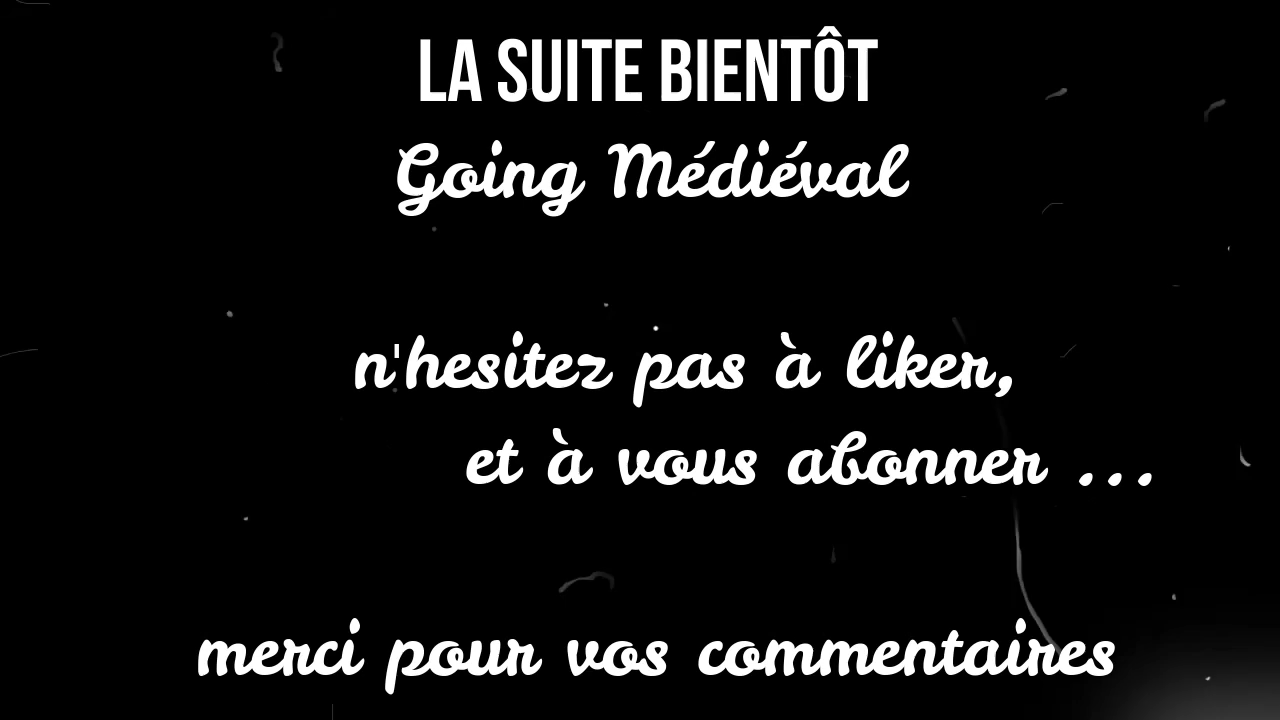 LA SUITE BIENTÔT
Going Médiéval
n'hesitez pas à liker,
et à vous abonner ...
merci pour vos commentaires